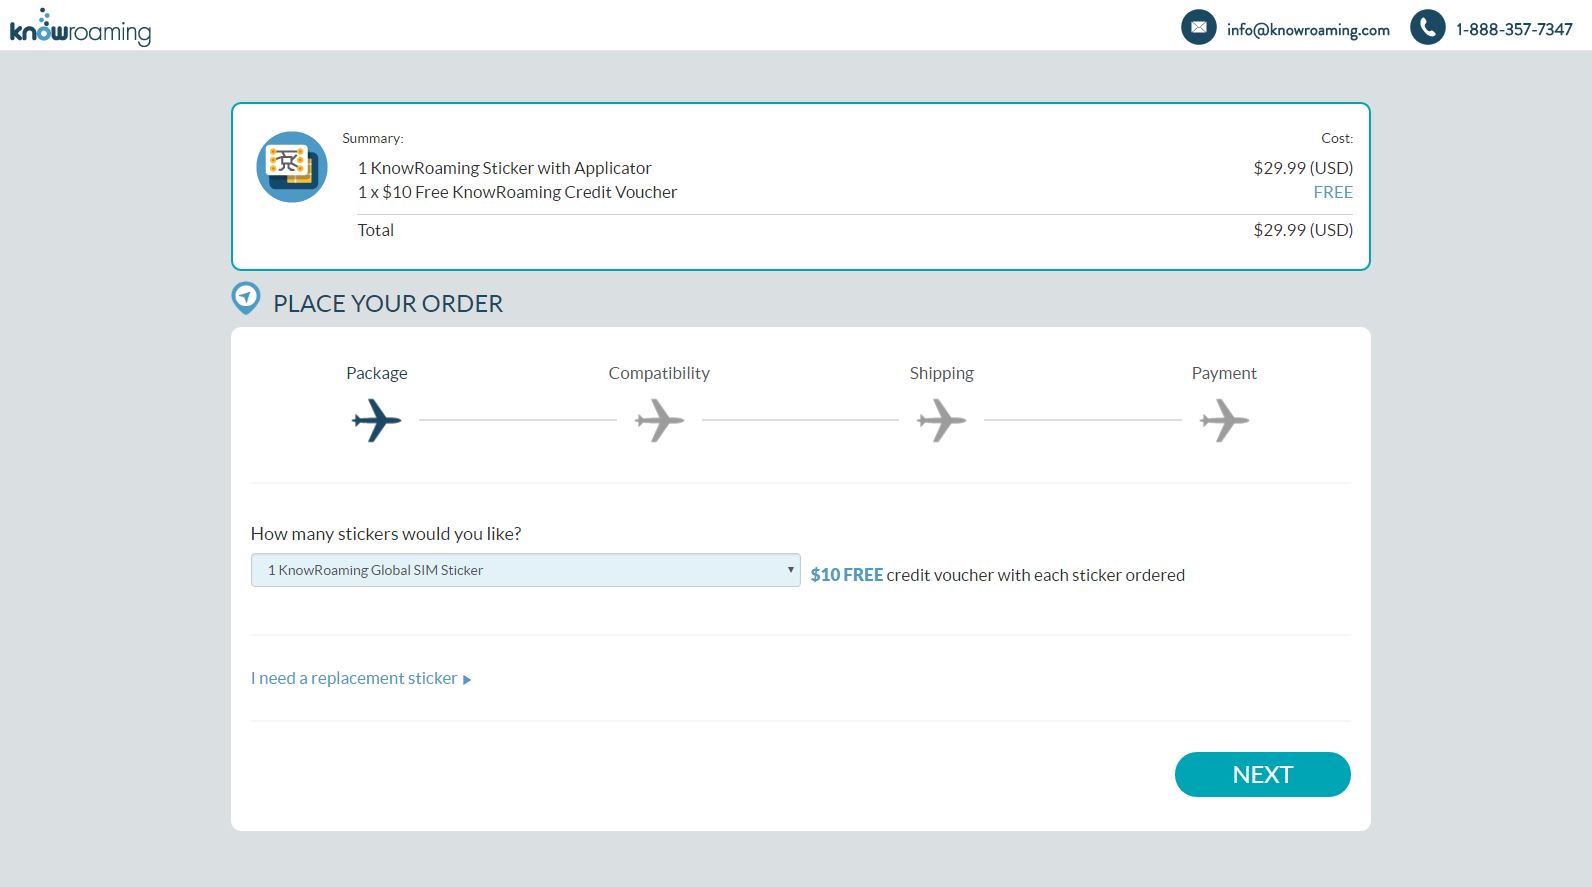 knowroaming
info@knowroaming.com
1-888-357-7347
Summary:
Cost:
1 KnowRoaming Sticker with Applicator
$29.99 (USD)
1 x $10 Free KnowRoaming Credit Voucher
FREE
Total
$29.99 (USD)
PLACE YOUR ORDER
Package
Compatibility
Shipping
Payment
How many stickers would you like?
1 KnowRoaming Global SIM Sticker
$10 FREE credit voucher with each sticker ordered
I need a replacement sticker
NEXT